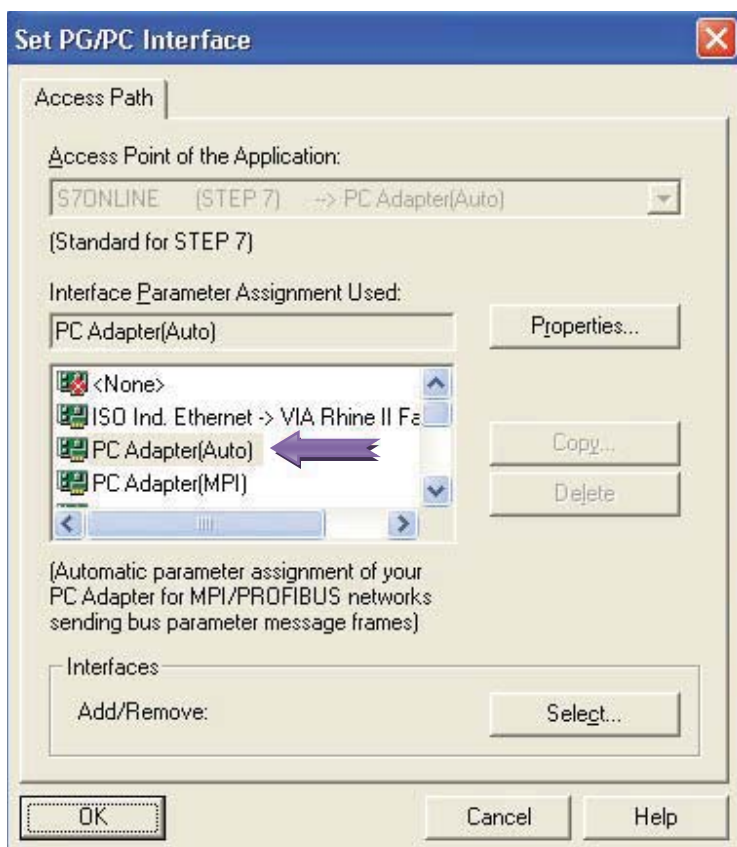 Set PG/PC Interface
Access Path
Access Point of the Application:
S7ONLINE (STEP 7) --> PC Adapter(Auto)
(Standard for STEP 7)
Interface Parameter Assignment Used:
PC Adapter(Auto)
Properties...
<None>
ISO Ind. Ethernet -> VIA Rhine II Fa
PC Adapter(Auto)
PC Adapter(MPI)
Copy...
Delete
(Automatic parameter assignment of your
PC Adapter for MPI/PROFIBUS networks
sending bus parameter message frames)
Interfaces
Add/Remove:
Select...
OK
Cancel
Help